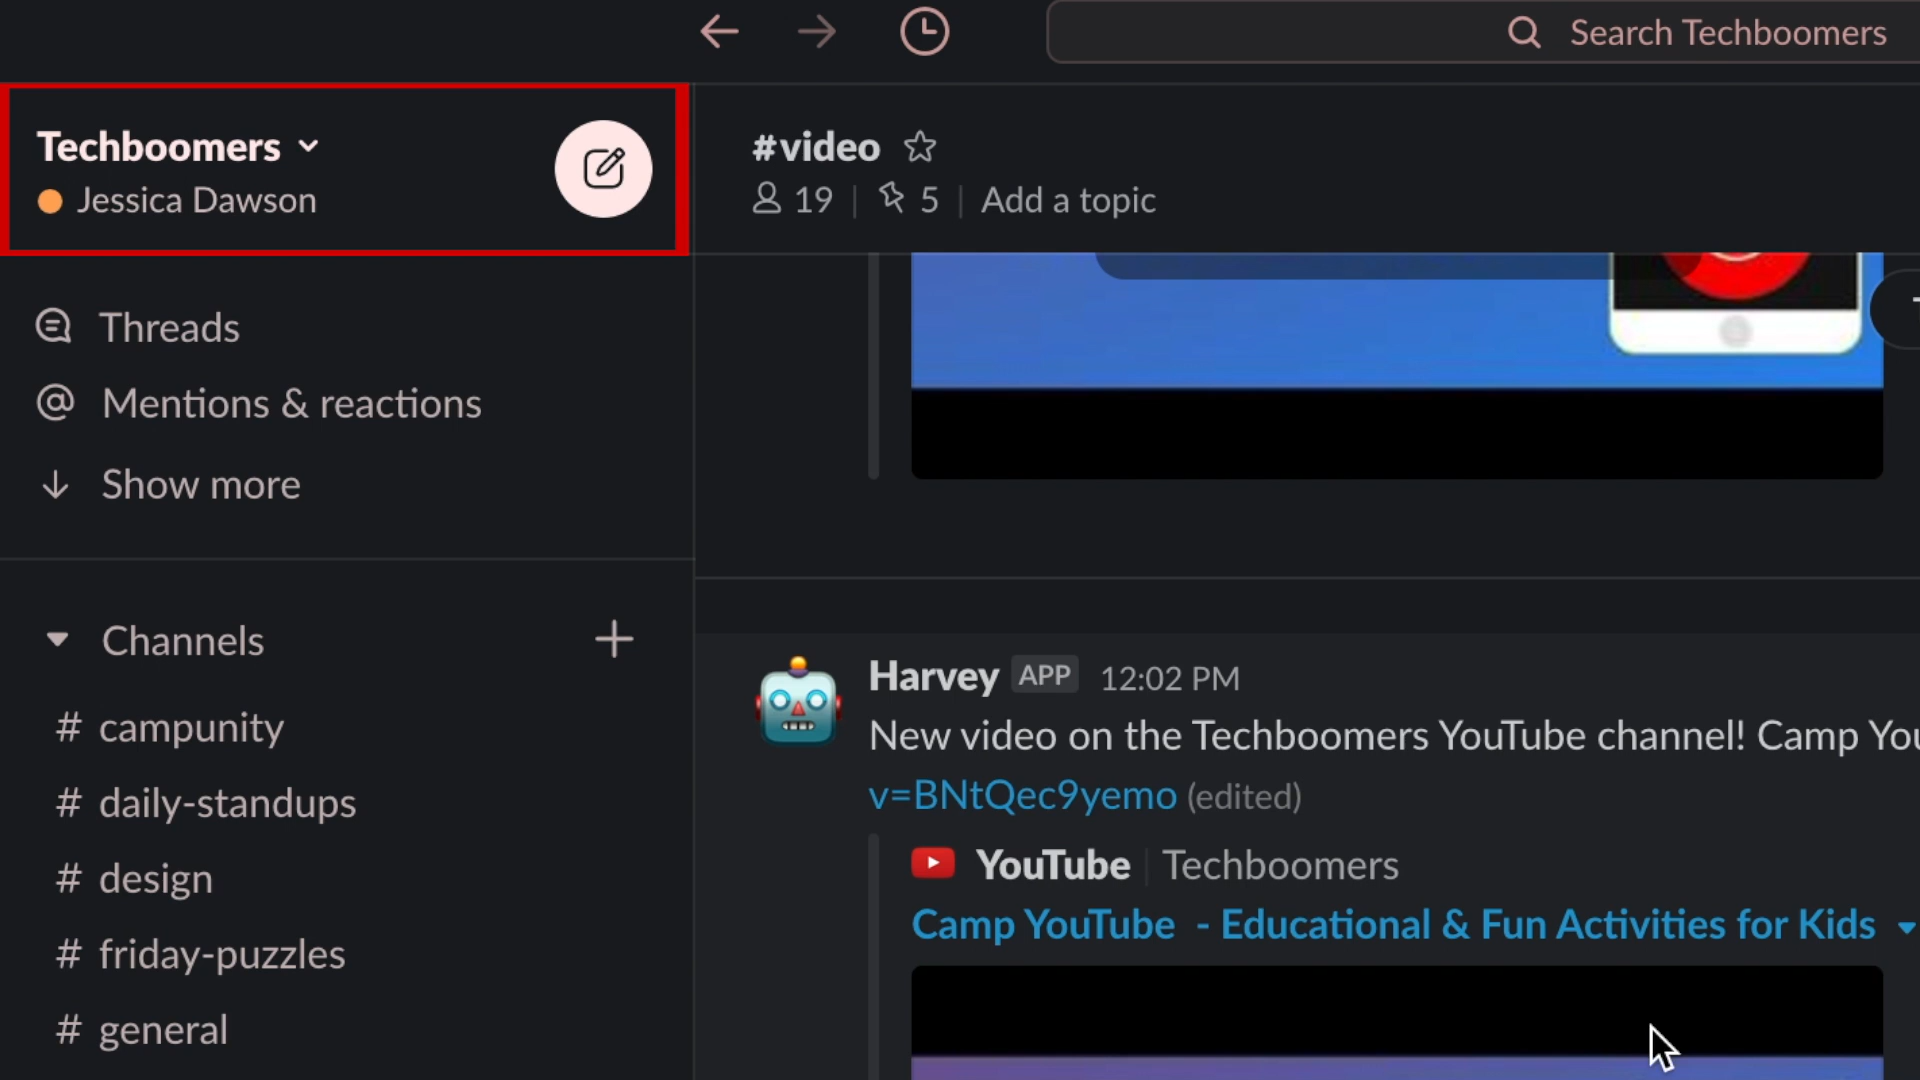 Search Techboomers
Techboomers
Jessica Dawson
#video
19 | 5 | Add a topic
Threads
Mentions & reactions
Show more
Channels
# campunity
# daily-standups
# design
# friday-puzzles
# general
Harvey APP 12:02 PM
New video on the Techboomers YouTube channel! Camp
v=BNtQec9yemo (edited)
YouTube | Techboomers
Camp YouTube - Educational & Fun Activities for Kids